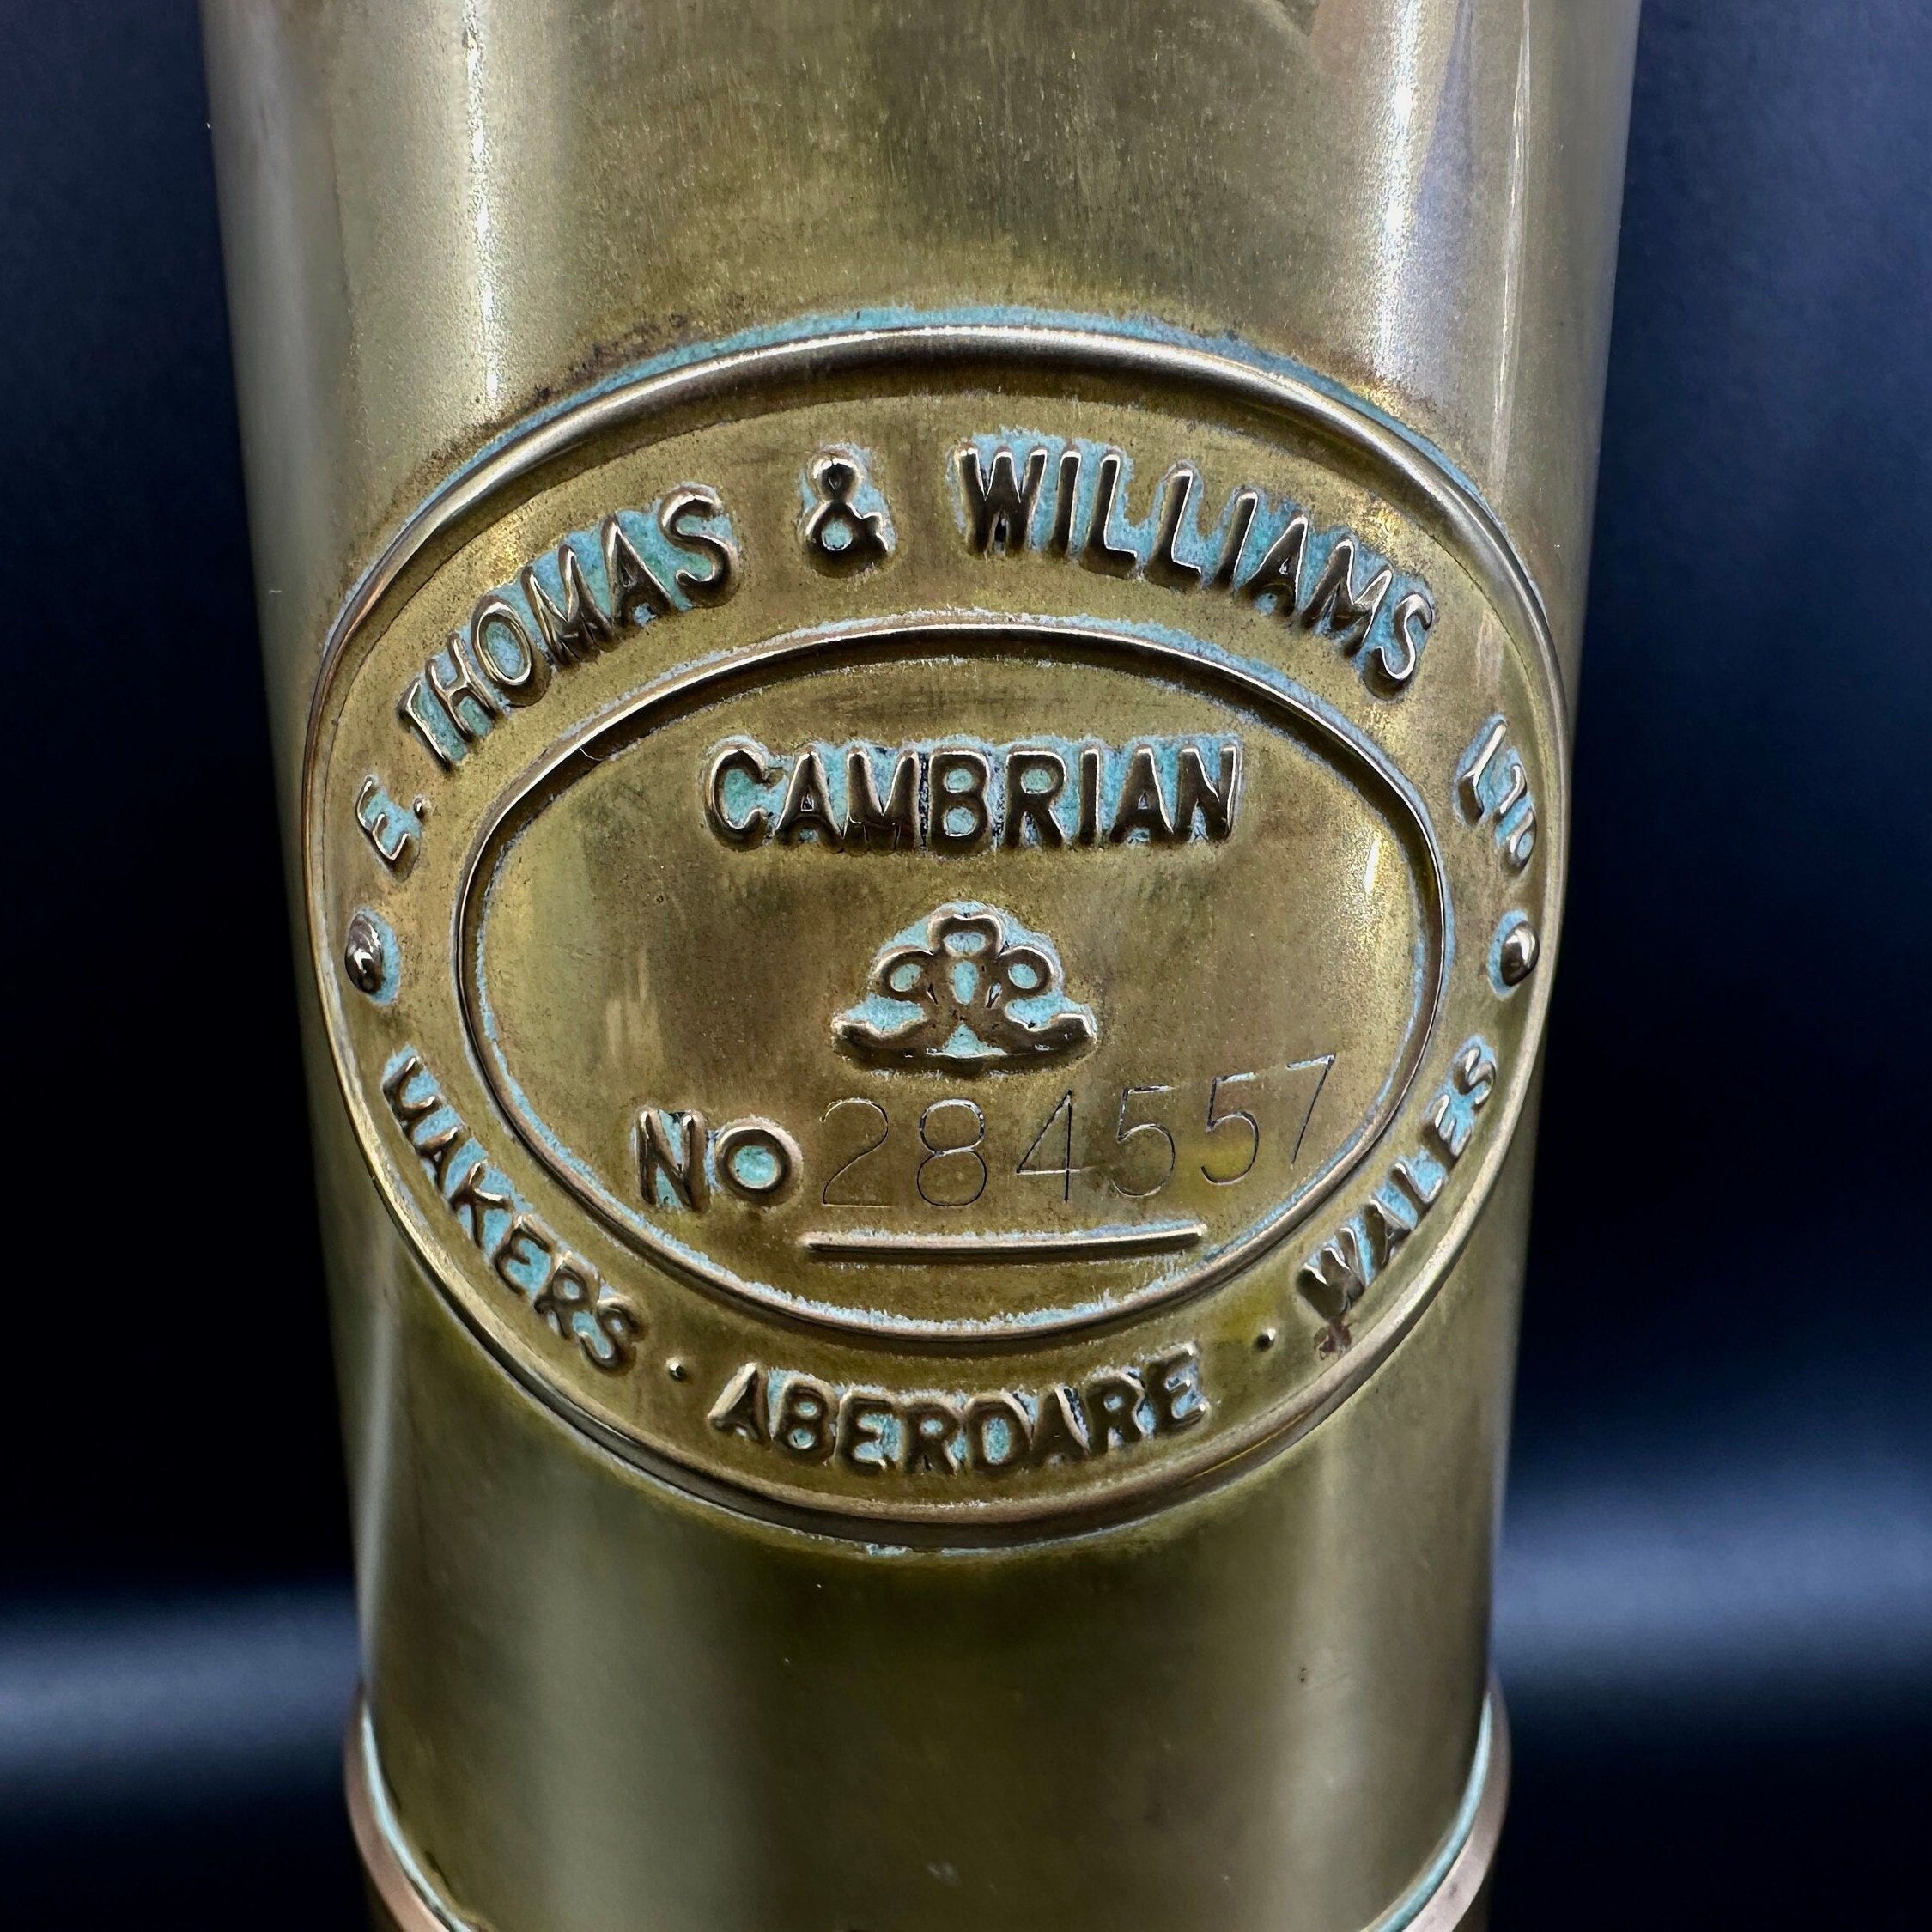 E. THOMAS & WILLIAMS LTD
CAMBRIAN
No 284557
MAKERS · ABERDARE · WALES